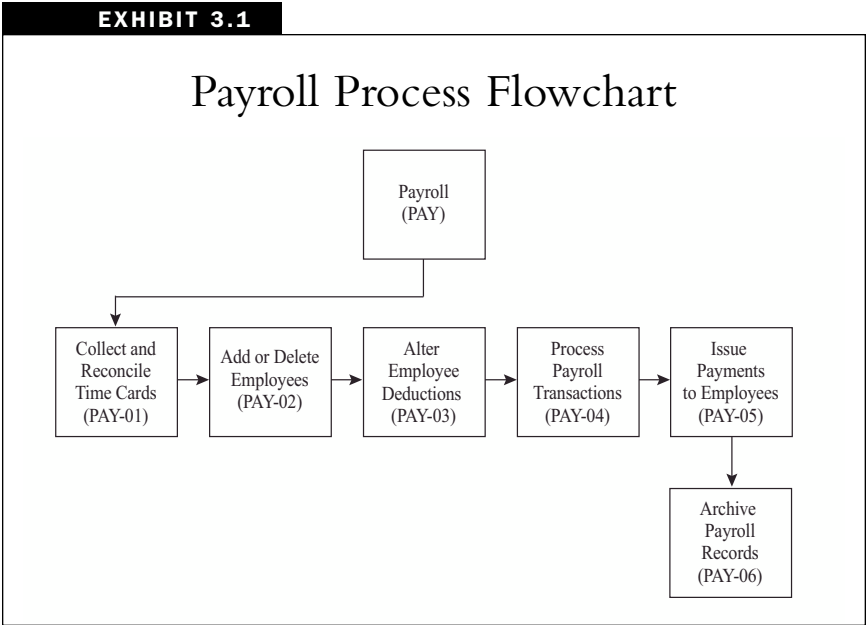 EXHIBIT 3.1
Payroll Process Flowchart
Payroll
(PAY)
Collect and
Reconcile
Time Cards
(PAY-01)
Add or Delete
Employees
(PAY-02)
Alter
Employee
Deductions
(PAY-03)
Process
Payroll
Transactions
(PAY-04)
Issue
Payments
to Employees
(PAY-05)
Archive
Payroll
Records
(PAY-06)